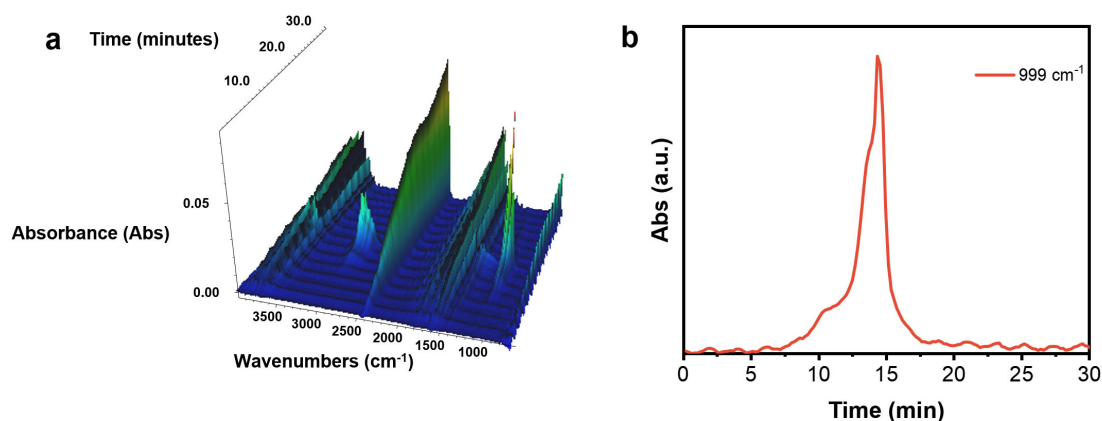 a
Time (minutes)
30.0
20.0
10.0
0.05
Absorbance (Abs)
0.00
3500
3000
2500
2000
1500
1000
Wavenumbers (cm-1)
b
999 cm-1
Abs (a.u.)
0 5 10 15 20 25 30
Time (min)